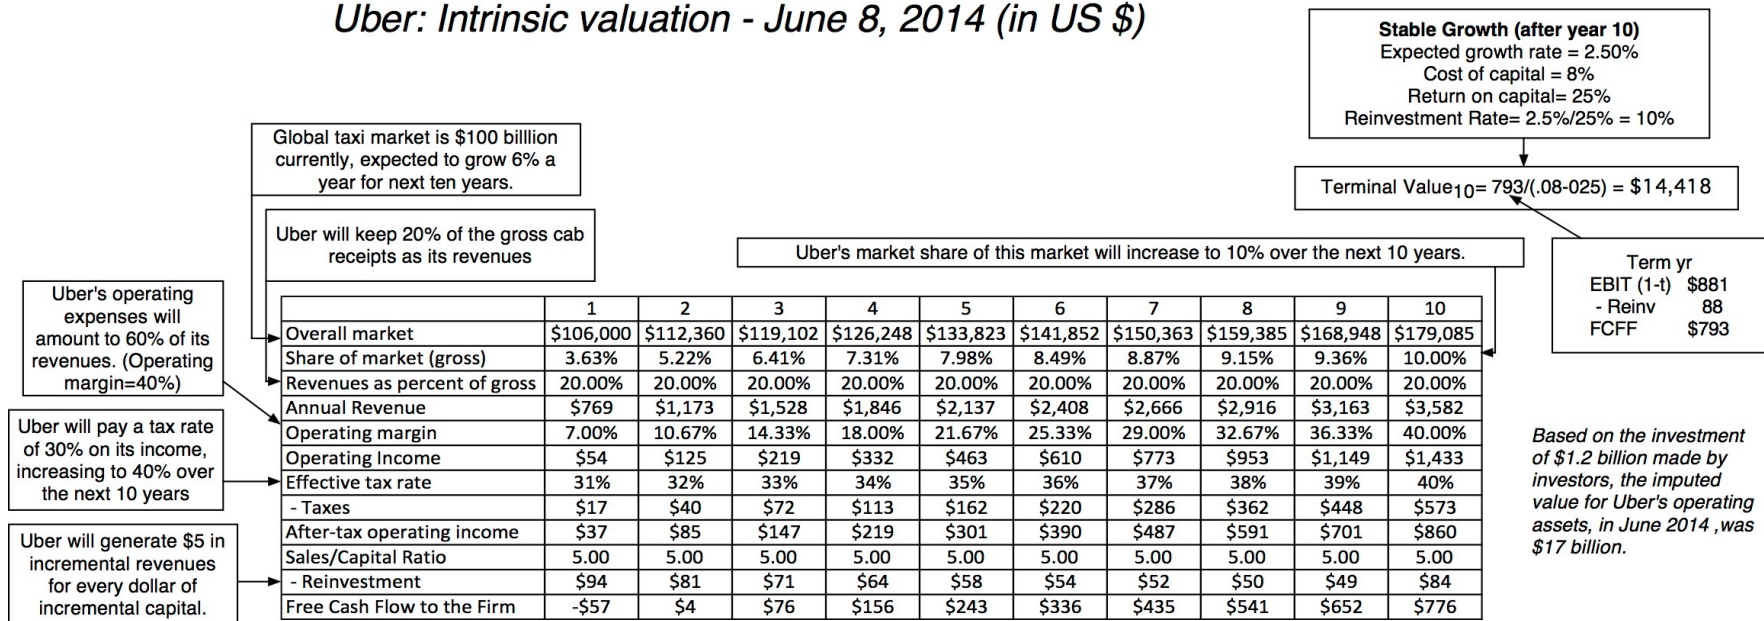 Uber: Intrinsic valuation - June 8, 2014 (in US $)
Stable Growth (after year 10)
Expected growth rate = 2.50%
Cost of capital = 8%
Return on capital= 25%
Reinvestment Rate= 2.5%/25% = 10%
Terminal Value10= 793/(.08-025) = $14,418
Term yr
EBIT (1-t) $881
- Reinv 88
FCFF $793
Global taxi market is $100 billlion
currently, expected to grow 6% a
year for next ten years.
Uber will keep 20% of the gross cab
receipts as its revenues
Uber's market share of this market will increase to 10% over the next 10 years.
Uber's operating
expenses will
amount to 60% of its
revenues. (Operating
margin=40%)
Uber will pay a tax rate
of 30% on its income,
increasing to 40% over
the next 10 years
Uber will generate $5 in
incremental revenues
for every dollar of
incremental capital.
1 2 3 4 5 6 7 8 9 10
Overall market $106,000 $112,360 $119,102 $126,248 $133,823 $141,852 $150,363 $159,385 $168,948 $179,085
Share of market (gross) 3.63% 5.22% 6.41% 7.31% 7.98% 8.49% 8.87% 9.15% 9.36% 10.00%
Revenues as percent of gross 20.00% 20.00% 20.00% 20.00% 20.00% 20.00% 20.00% 20.00% 20.00% 20.00%
Annual Revenue $769 $1,173 $1,528 $1,846 $2,137 $2,408 $2,666 $2,916 $3,163 $3,582
Operating margin 7.00% 10.67% 14.33% 18.00% 21.67% 25.33% 29.00% 32.67% 36.33% 40.00%
Operating Income $54 $125 $219 $332 $463 $610 $773 $953 $1,149 $1,433
Effective tax rate 31% 32% 33% 34% 35% 36% 37% 38% 39% 40%
- Taxes $17 $40 $72 $113 $162 $220 $286 $362 $448 $573
After-tax operating income $37 $85 $147 $219 $301 $390 $487 $591 $701 $860
Sales/Capital Ratio 5.00 5.00 5.00 5.00 5.00 5.00 5.00 5.00 5.00 5.00
- Reinvestment $94 $81 $71 $64 $58 $54 $52 $50 $49 $84
Free Cash Flow to the Firm -$57 $4 $76 $156 $243 $336 $435 $541 $652 $776
Based on the investment
of $1.2 billion made by
investors, the imputed
value for Uber's operating
assets, in June 2014 ,was
$17 billion.